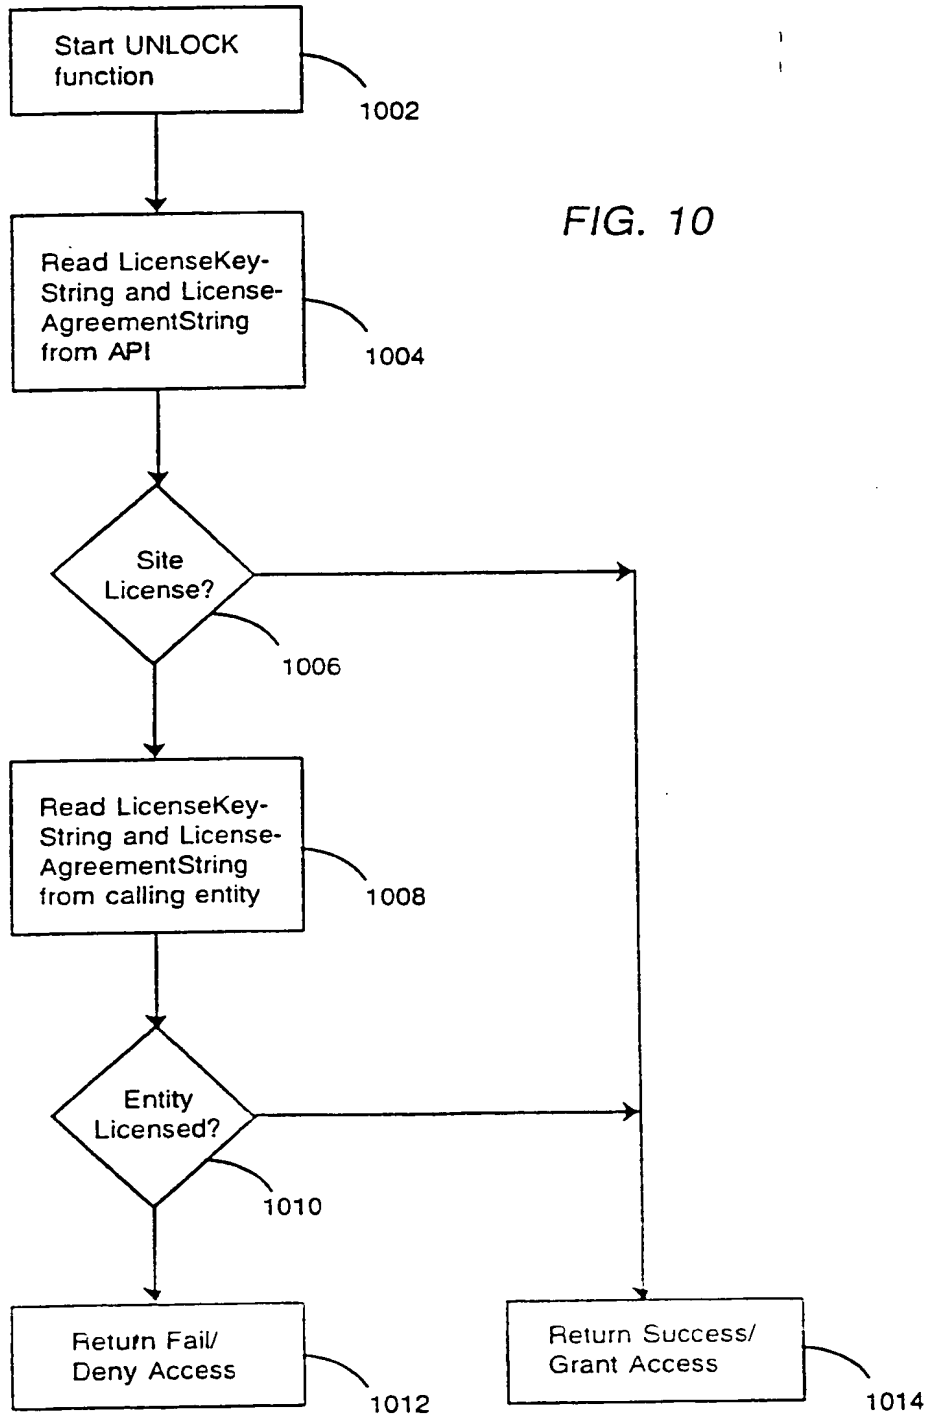 Start UNLOCK
function
1002
FIG. 10
Read LicenseKey-
String and License-
AgreementString
from API
1004
Site
License?
1006
Read LicenseKey-
String and License-
AgreementString
from calling entity
1008
Entity
Licensed?
1010
Return Fail/
Deny Access
1012
Return Success/
Grant Access
1014